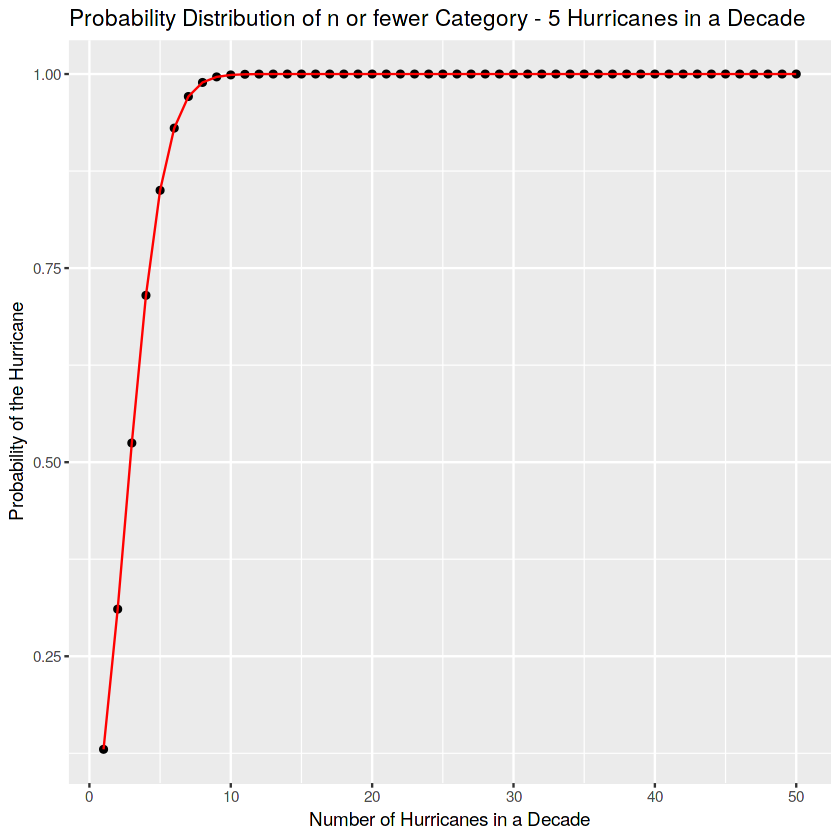 Probability Distribution of n or fewer Category - 5 Hurricanes in a Decade
Probability of the Hurricane
1.00
0.75
0.50
0.25
0 10 20 30 40 50
Number of Hurricanes in a Decade